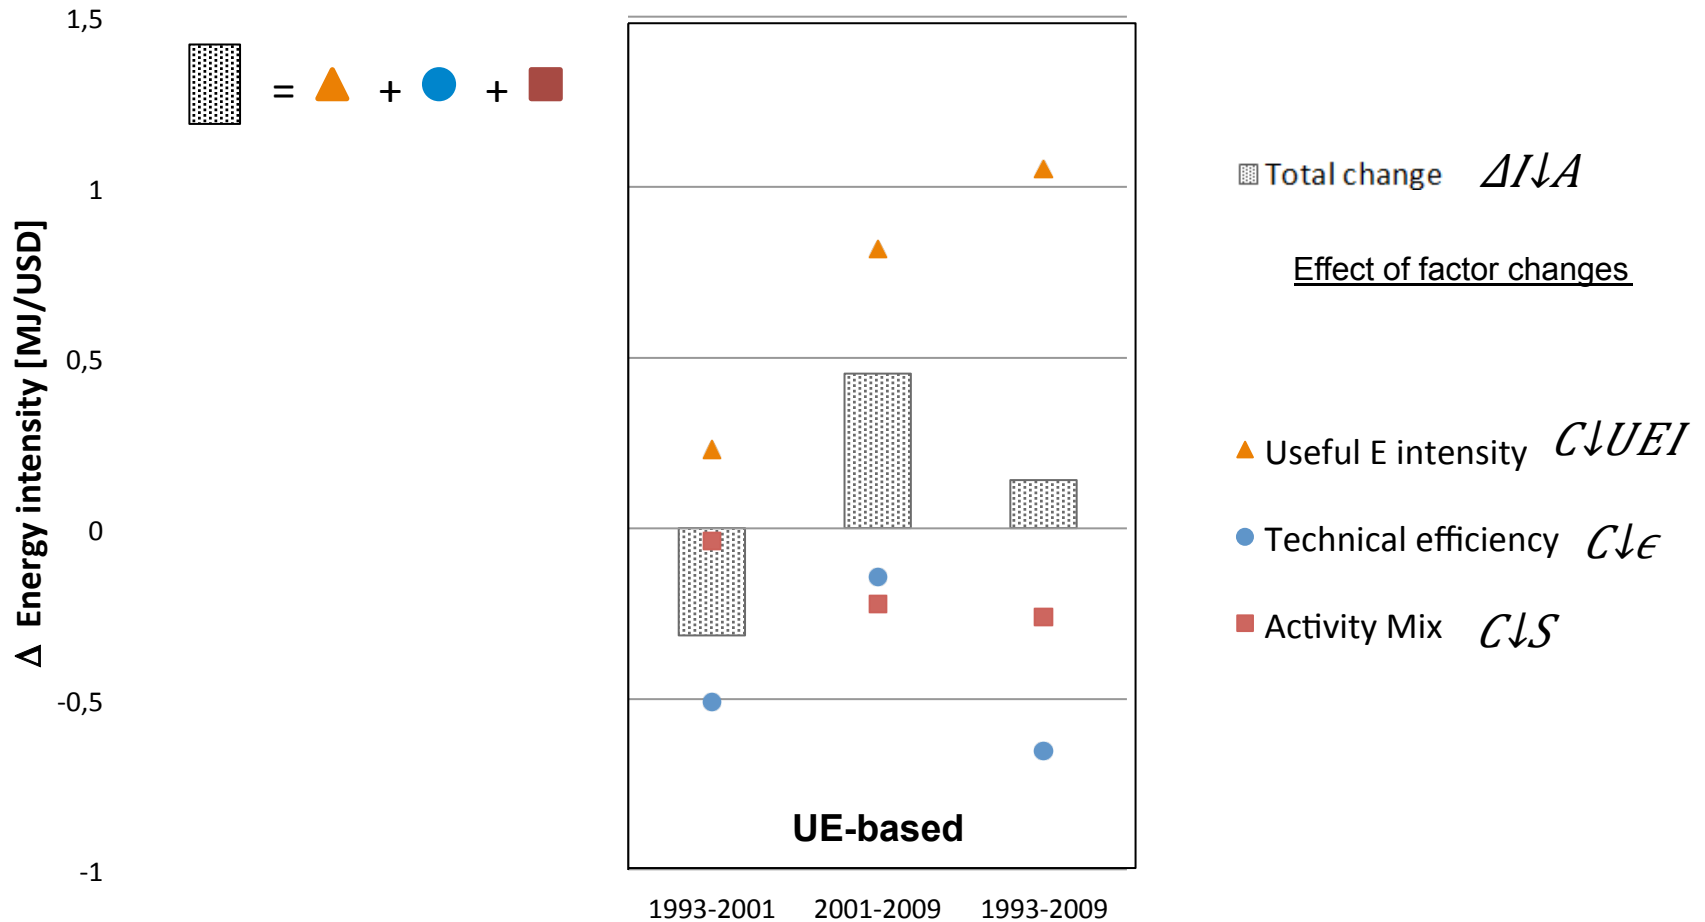 1,5
= + +
1
0,5
0
-0,5
-1
Δ Energy intensity [MJ/USD]
UE-based
1993-2001 2001-2009 1993-2009
Total change ΔI↓A
Effect of factor changes
Useful E intensity C↓UEI
Technical efficiency C↓ϵ
Activity Mix C↓S